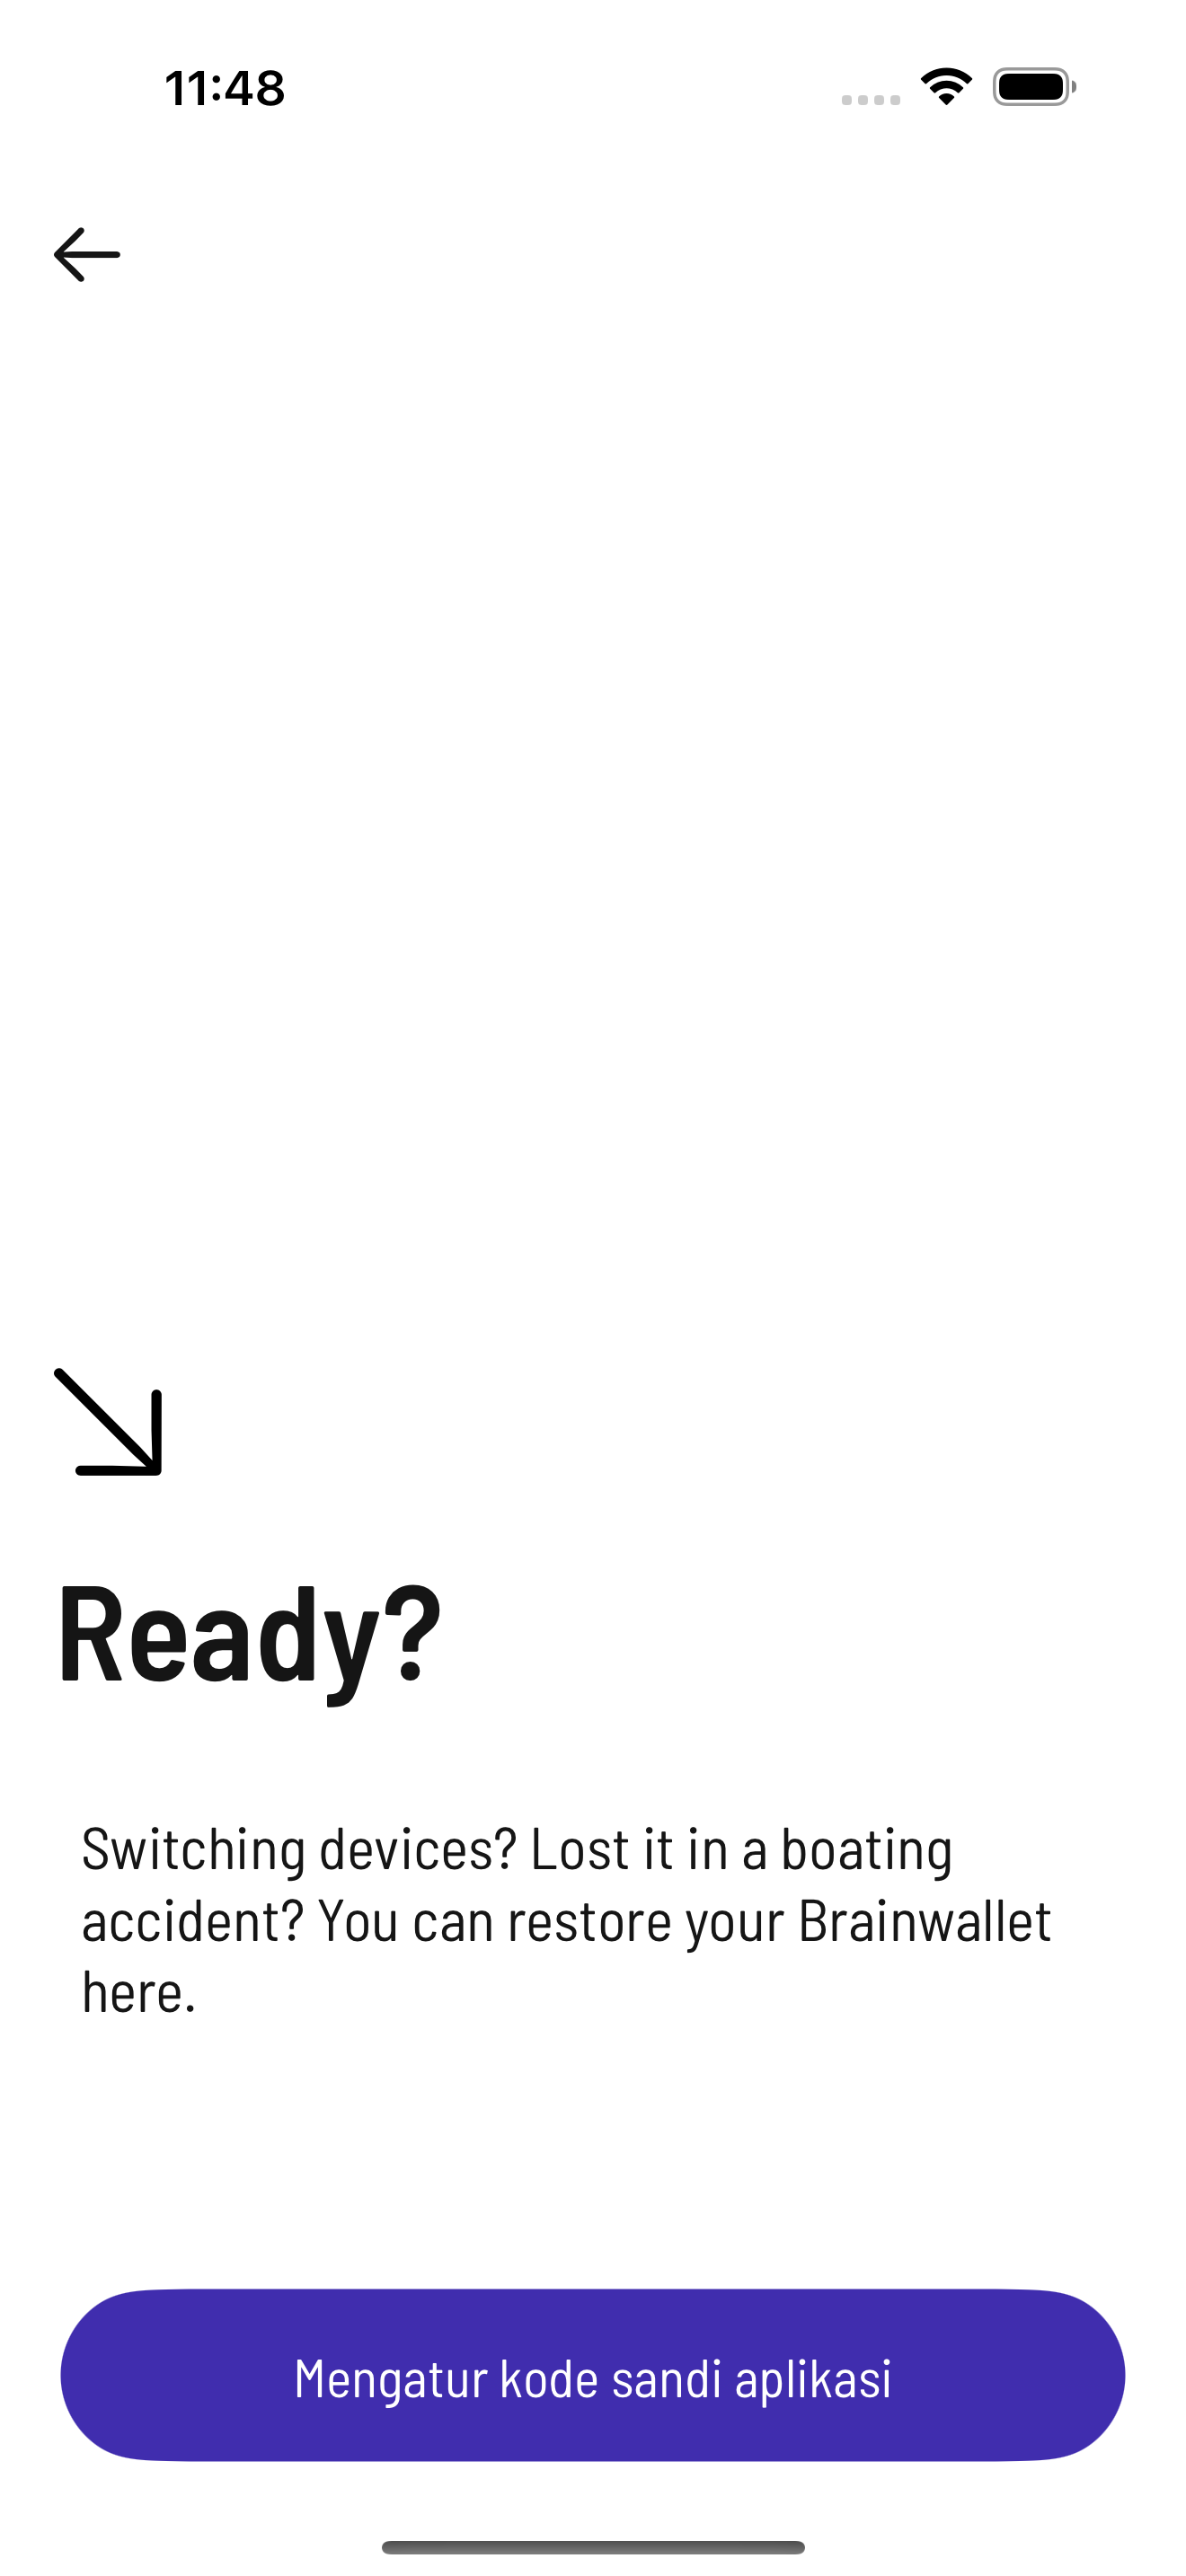 11:48
Ready?
Switching devices? Lost it in a boating
accident? You can restore your Brainwallet
here.
Mengatur kode sandi aplikasi